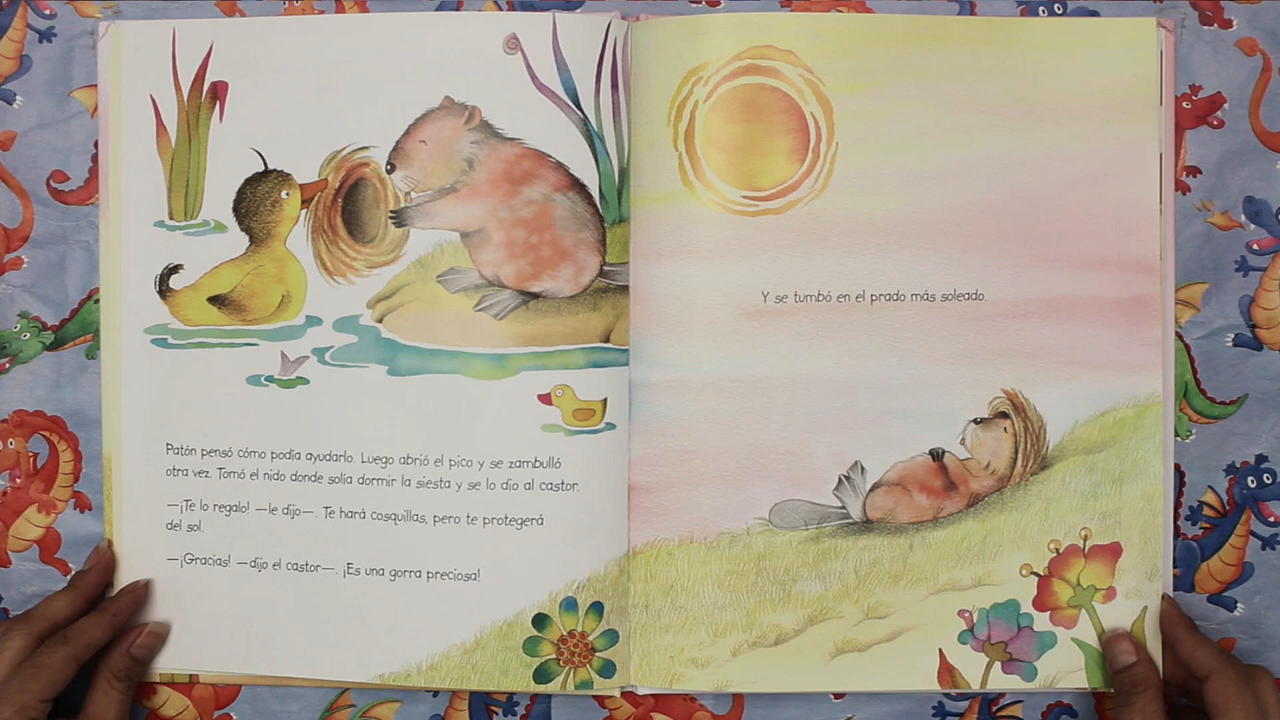 Patón pensó cómo podía ayudarlo. Luego abrió el pico y se zambulló
otra vez. Tomó el nido donde solía dormir la siesta y se lo dio al castor.
—¡Te lo regalo! —le dijo—. Te hará cosquillas, pero te protegerá
del sol.
—¡Gracias! —dijo el castor—. ¡Es una gorra preciosa!
Y se tumbó en el prado más soleado.